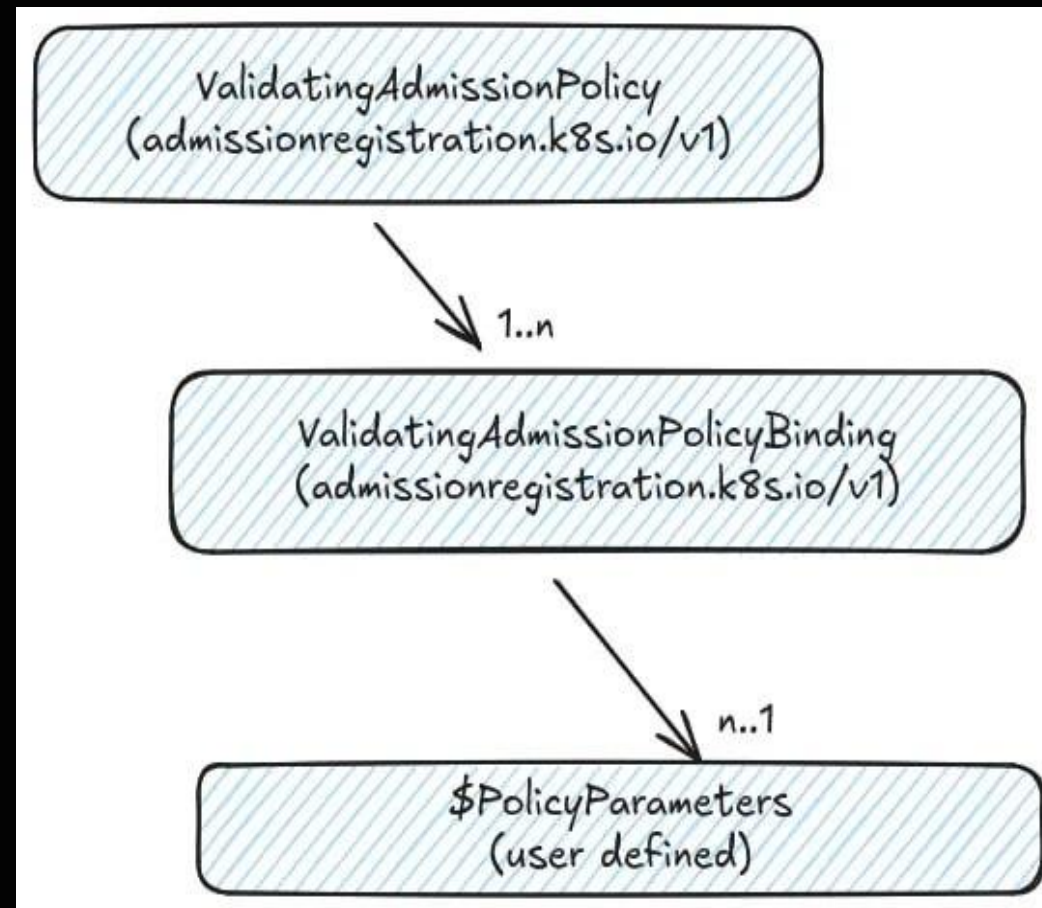 ValidatingAdmissionPolicy
(admissionregistration.k8s.io/v1)
1..n
ValidatingAdmissionPolicyBinding
(admissionregistration.k8s.io/v1)
n..1
$PolicyParameters
(user defined)